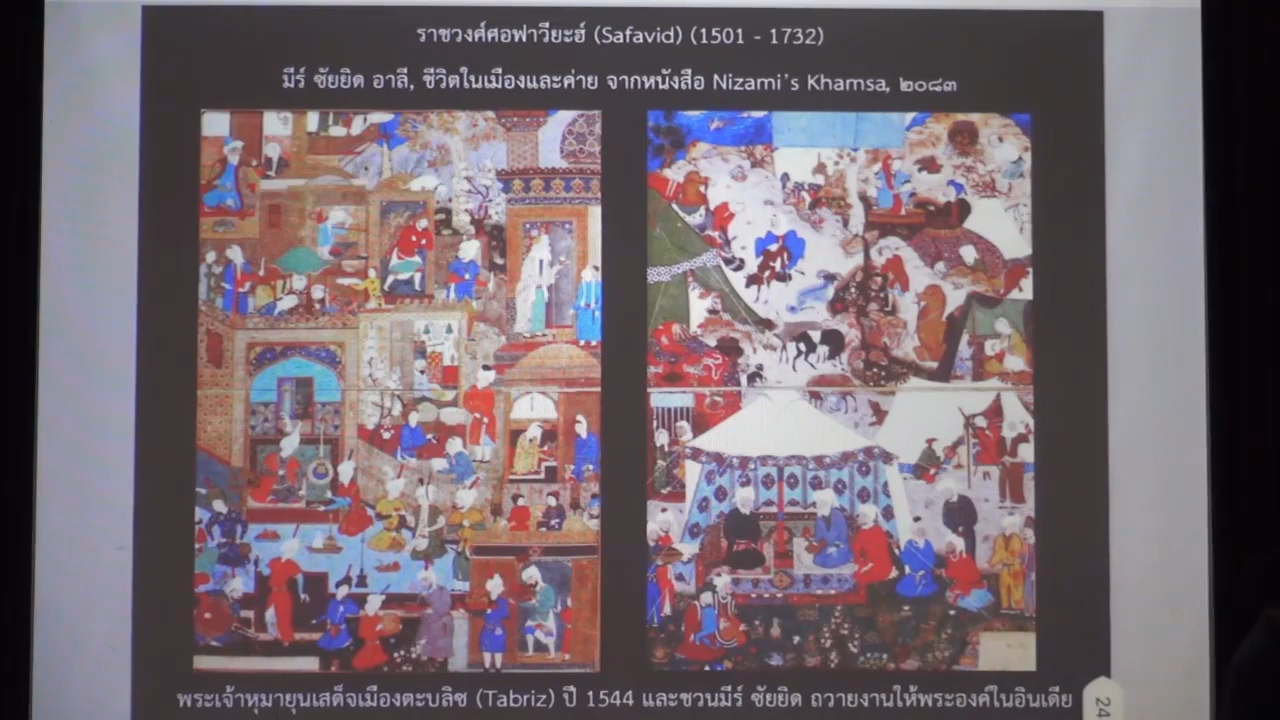 ราชวงศ์ศอฟาวียะฮ์ (Safavid) (1501 - 1732)
มีร์ ซัยยิด อาลี, ชีวิตในเมืองและค่าย จากหนังสือ Nizami's Khamsa, ๒๐๘๓
พระเจ้าหุมายุนเสด็จเมืองตะบลิซ (Tabriz) ปี 1544 และชวนมีร์ ซัยยิด ถวายงานให้พระองค์ในอินเดีย
24